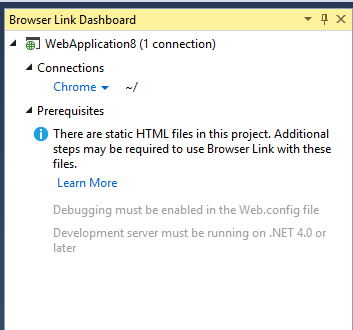 Browser Link Dashboard
WebApplication8 (1 connection)
Connections
Chrome ~/
Prerequisites
There are static HTML files in this project. Additional
steps may be required to use Browser Link with these
files.
Learn More
Debugging must be enabled in the Web.config file
Development server must be running on .NET 4.0 or
later